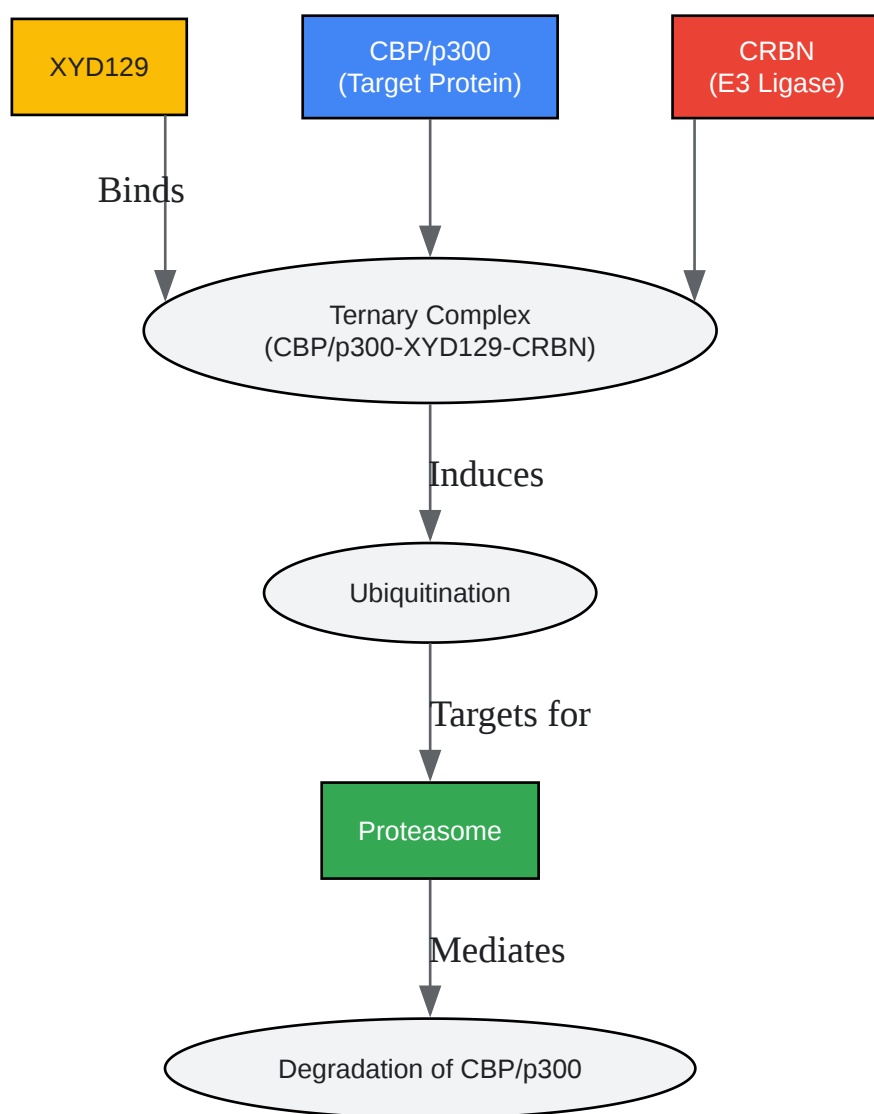 XYD129
CBP/p300
(Target Protein)
CRBN
(E3 Ligase)
Binds
Ternary Complex
(CBP/p300-XYD129-CRBN)
Induces
Ubiquitination
Targets for
Proteasome
Mediates
Degradation of CBP/p300